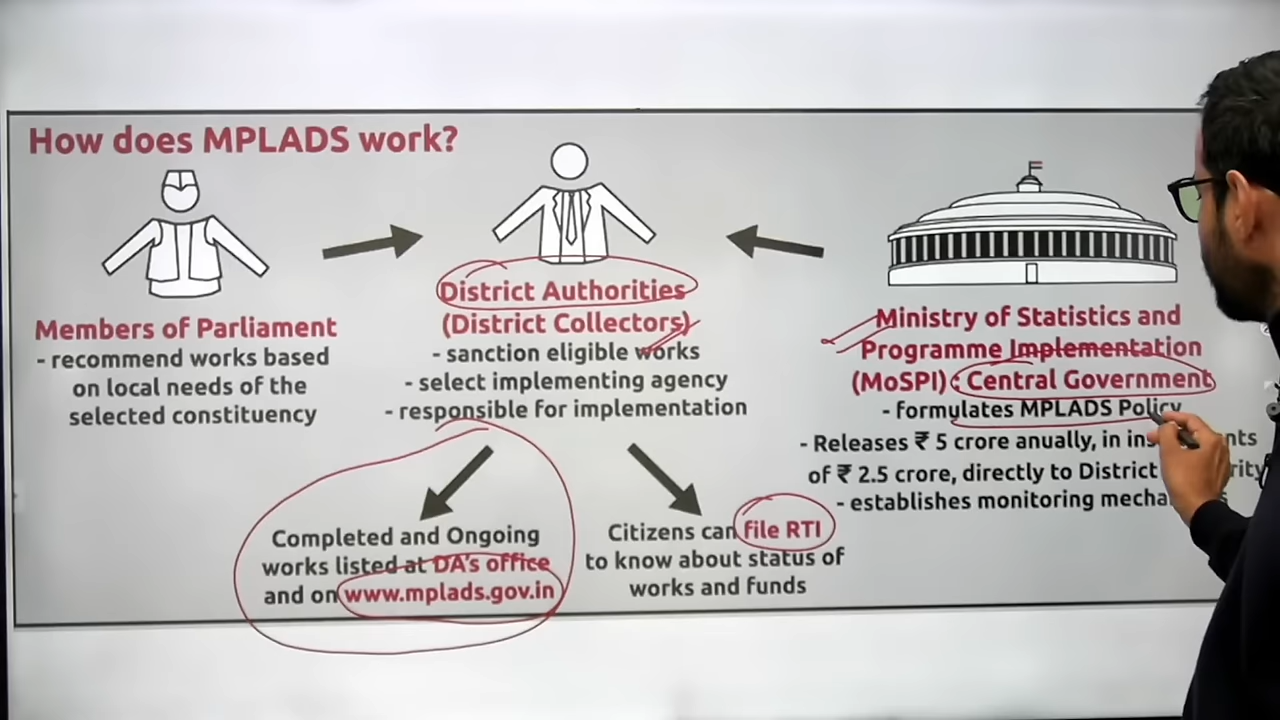 How does MPLADS work?
Members of Parliament
- recommend works based
on local needs of the
selected constituency
District Authorities
(District Collectors)
- sanction eligible works
- select implementing agency
- responsible for implementation
Completed and Ongoing
works listed at DA's office
and on www.mplads.gov.in
Citizens can file RTI
to know about status of
works and funds
Ministry of Statistics and
Programme Implementation
(MoSPI) : Central Government
- formulates MPLADS Policy
- Releases ₹ 5 crore anually, in
of ₹ 2.5 crore, directly to District
- establishes monitoring